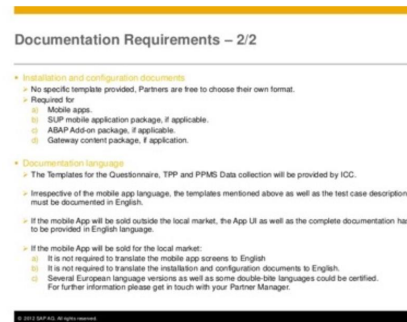 Documentation Requirements – 2/2
Installation and configuration documents
No specific template provided, Partners are free to choose their own format.
Required for
a) Mobile apps.
b) SUP mobile application package, if applicable.
c) ABAP Add-on package, if applicable.
d) Gateway content package, if application.
Documentation language
The Templates for the Questionnaire, TPP and PPMS Data collection will be provided by ICC.
Irrespective of the mobile app language, the templates mentioned above as well as the test case description
must be documented in English.
If the mobile App will be sold outside the local market, the App UI as well as the complete documentation ha
to be provided in English language.
If the mobile App will be sold for the local market:
a) It is not required to translate the mobile app screens to English
b) It is not required to translate the installation and configuration documents to English.
c) Several European language versions as well as some double-bite languages could be certified.
For further information please get in touch with your Partner Manager.
© 2012 SAP AG. All rights reserved.